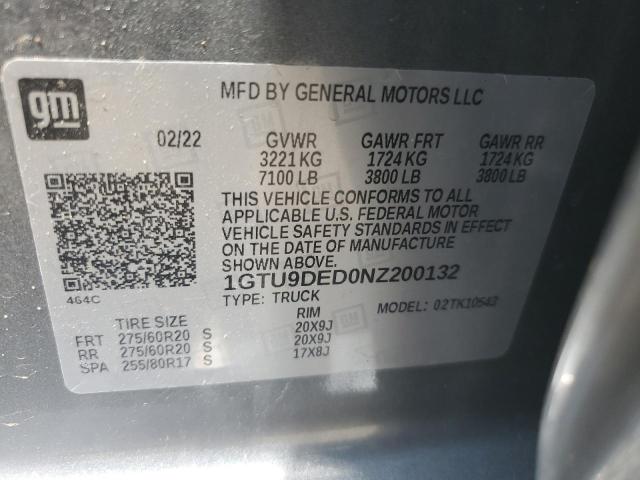 gm
MFD BY GENERAL MOTORS LLC
02/22 GVWR GAWR FRT GAWR RR
3221 KG 1724 KG 1724 KG
7100 LB 3800 LB 3800 LB
THIS VEHICLE CONFORMS TO ALL
APPLICABLE U.S. FEDERAL MOTOR
VEHICLE SAFETY STANDARDS IN EFFECT
ON THE DATE OF MANUFACTURE
SHOWN ABOVE.
464C
1GTU9DED0NZ200132
TYPE: TRUCK MODEL: 02TK10543
TIRE SIZE RIM
FRT 275/60R20 S 20X9J
RR 275/60R20 S 20X9J
SPA 255/80R17 S 17X8J